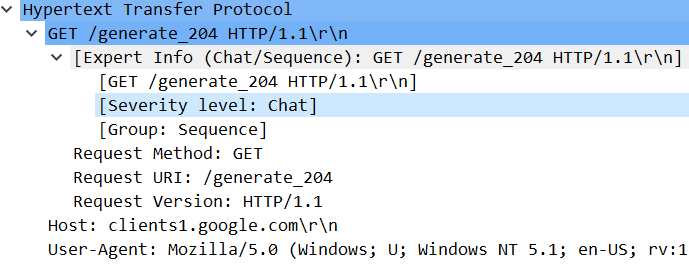 Hypertext Transfer Protocol
GET /generate_204 HTTP/1.1\r\n
[Expert Info (Chat/Sequence): GET /generate_204 HTTP/1.1\r\n]
[GET /generate_204 HTTP/1.1\r\n]
[Severity level: Chat]
[Group: Sequence]
Request Method: GET
Request URI: /generate_204
Request Version: HTTP/1.1
Host: clients1.google.com\r\n
User-Agent: Mozilla/5.0 (Windows; U; Windows NT 5.1; en-US; rv:1